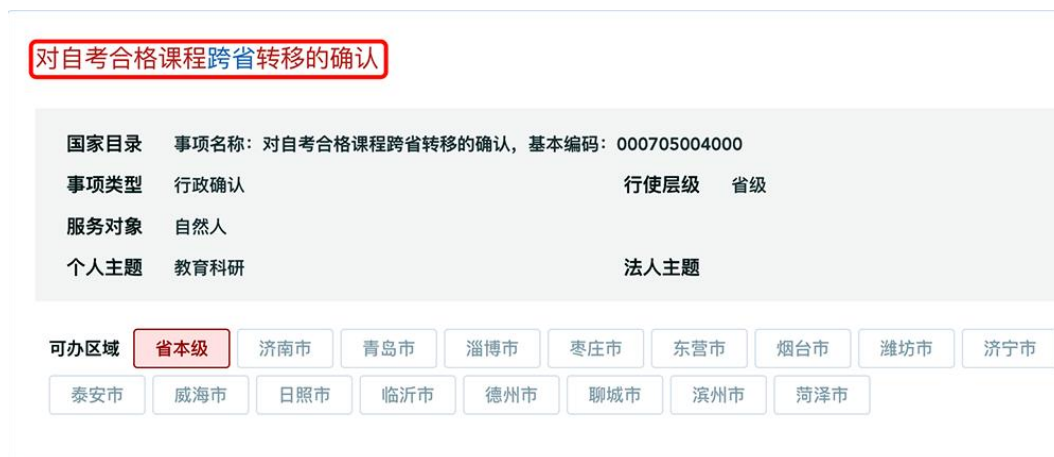 对自考合格课程跨省转移的确认
国家目录 事项名称：对自考合格课程跨省转移的确认，基本编码：000705004000
事项类型 行政确认 行使层级 省级
服务对象 自然人
个人主题 教育科研 法人主题
可办区域 省本级 济南市 青岛市 淄博市 枣庄市 东营市 烟台市 潍坊市 济宁市
泰安市 威海市 日照市 临沂市 德州市 聊城市 滨州市 菏泽市